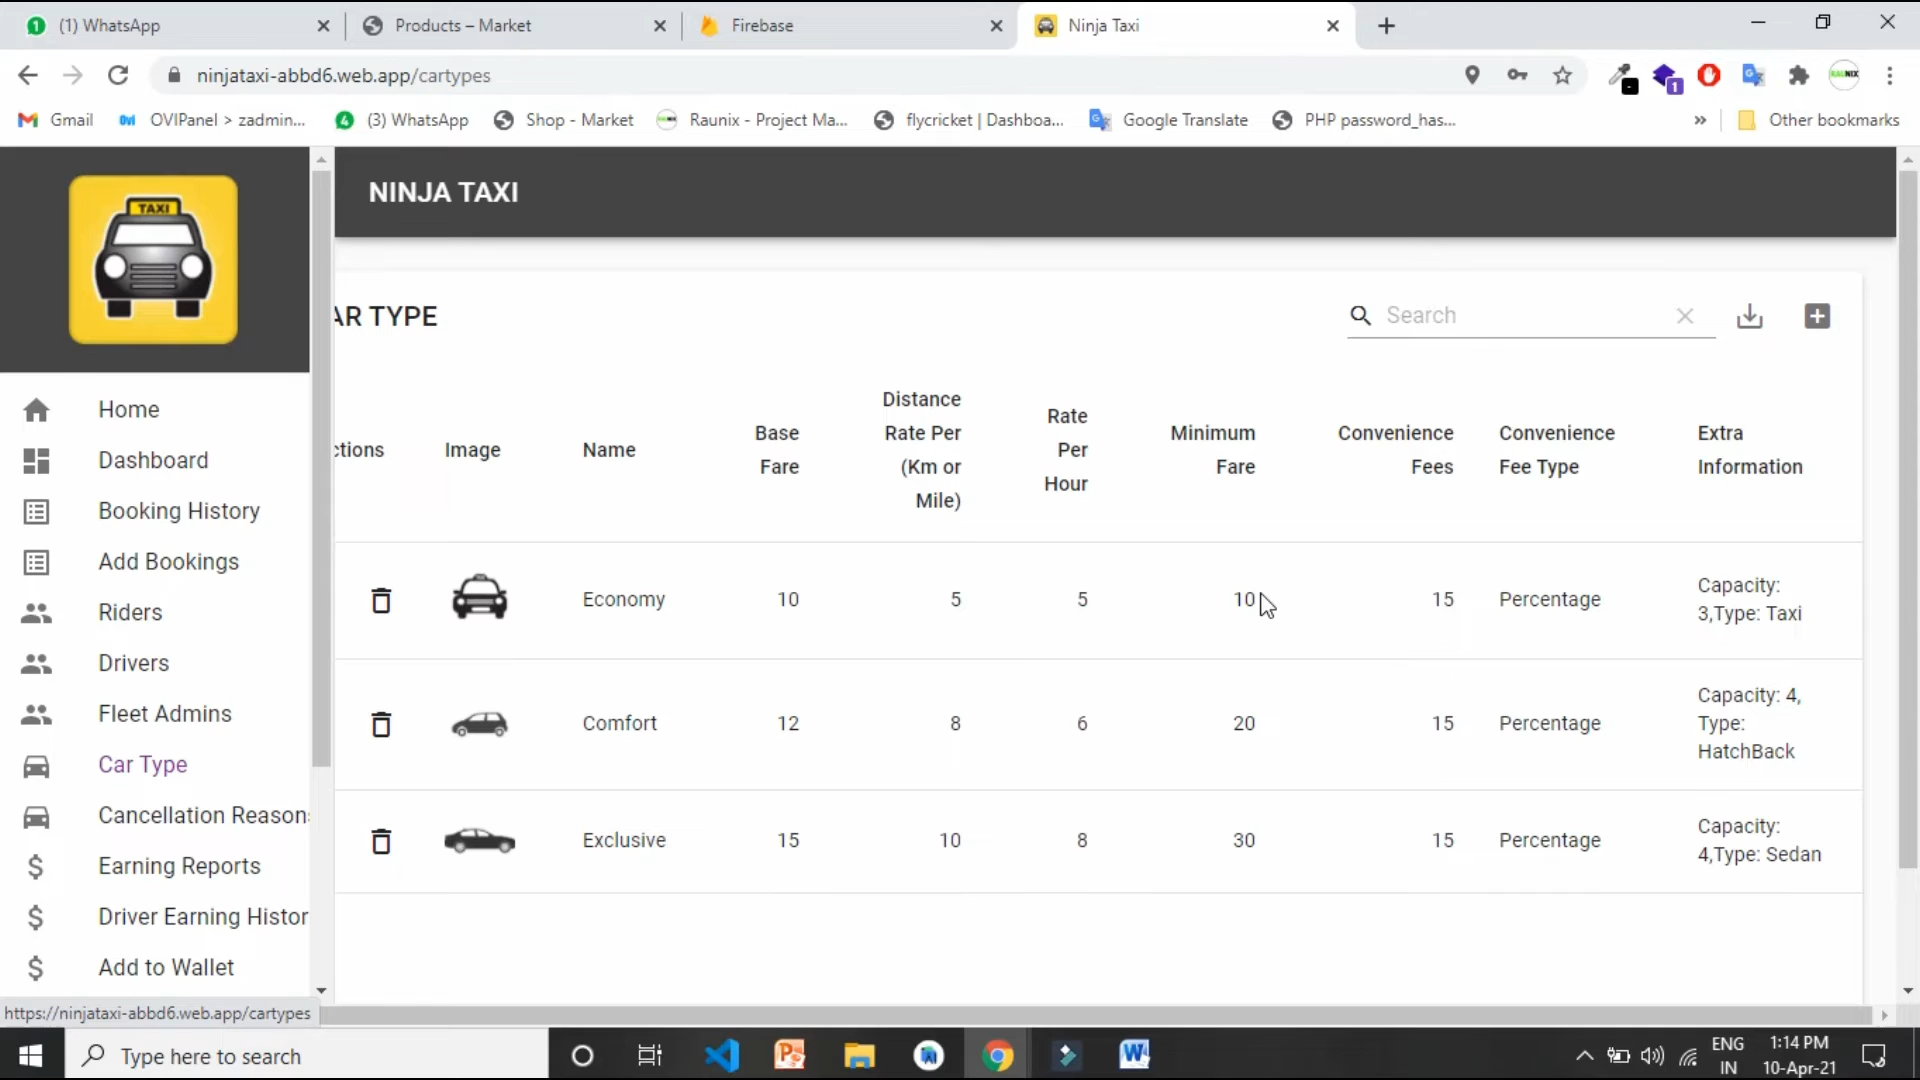 (1) WhatsApp
Products – Market
Firebase
Ninja Taxi
ninjataxi-abbd6.web.app/cartypes
1
RAUNIX
Gmail
OVI
OVIPanel > zadmin...
4
(3) WhatsApp
Shop - Market
Raunix - Project Ma...
flycricket | Dashboa...
Google Translate
PHP password_has...
»
Other bookmarks
TAXI
NINJA TAXI
AR TYPE
Search
Home
Dashboard
Booking History
Add Bookings
Riders
Drivers
Fleet Admins
Car Type
Cancellation Reason
Earning Reports
Driver Earning Histor
Add to Wallet
ctions
Image
Name
Base
Fare
Distance
Rate Per
(Km or
Mile)
Rate
Per
Hour
Minimum
Fare
Convenience
Fees
Convenience
Fee Type
Extra
Information
Economy 10 5 5 10 15 Percentage Capacity:
3,Type: Taxi
Comfort 12 8 6 20 15 Percentage Capacity: 4,
Type:
HatchBack
Exclusive 15 10 8 30 15 Percentage Capacity:
4,Type: Sedan
https://ninjataxi-abbd6.web.app/cartypes
Type here to search
ENG
IN
1:14 PM
10-Apr-21